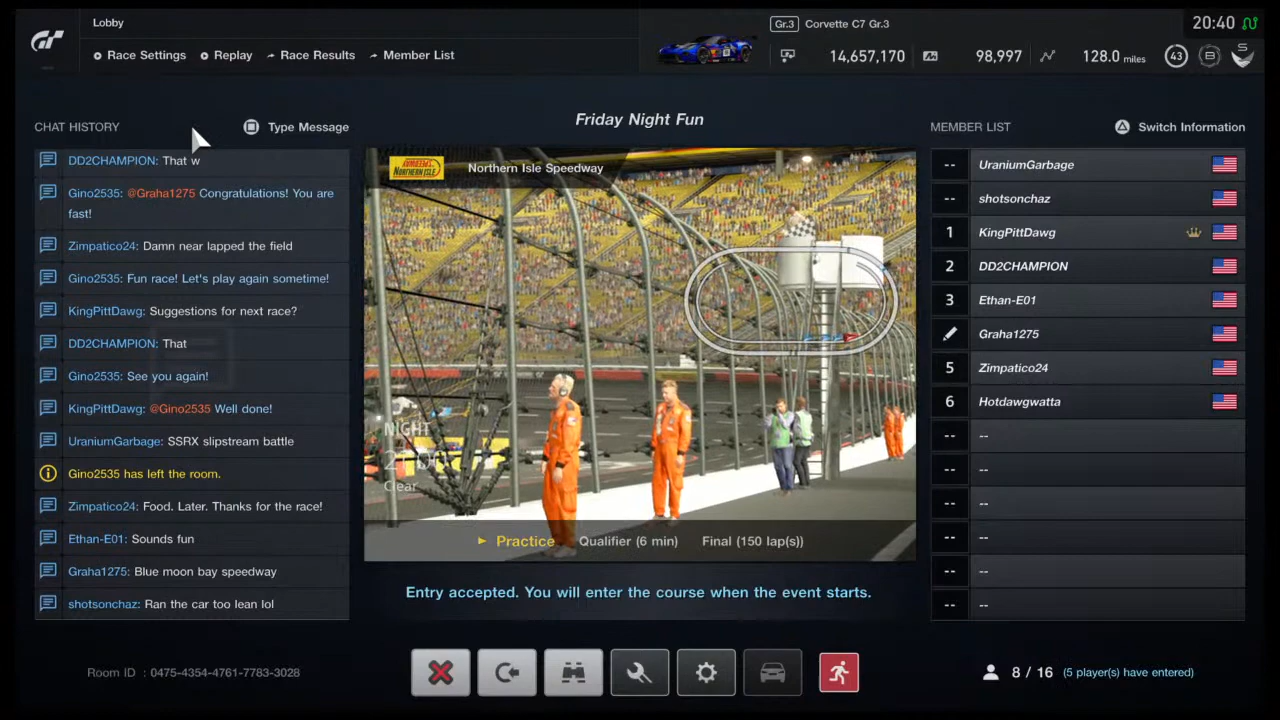 Lobby
Gr.3 Corvette C7 Gr.3
20:40
Race Settings Replay Race Results Member List
14,657,170 98,997 128.0 miles 43 B S
CHAT HISTORY Type Message
Friday Night Fun
MEMBER LIST Switch Information
DD2CHAMPION: That w
Gino2535: @Graha1275 Congratulations! You are
fast!
Zimpatico24: Damn near lapped the field
Gino2535: Fun race! Let's play again sometime!
KingPittDawg: Suggestions for next race?
DD2CHAMPION: That
Gino2535: See you again!
KingPittDawg: @Gino2535 Well done!
UraniumGarbage: SSRX slipstream battle
Gino2535 has left the room.
Zimpatico24: Food. Later. Thanks for the race!
Ethan-E01: Sounds fun
Graha1275: Blue moon bay speedway
shotsonchaz: Ran the car too lean lol
NORTHERN ISLE Northern Isle Speedway
NIGHT
Clear
Practice Qualifier (6 min) Final (150 lap(s))
Entry accepted. You will enter the course when the event starts.
-- UraniumGarbage
-- shotsonchaz
1 KingPittDawg
2 DD2CHAMPION
3 Ethan-E01
Graha1275
5 Zimpatico24
6 Hotdawgwatta
-- --
-- --
-- --
-- --
-- --
-- --
Room ID : 0475-4354-4761-7783-3028
8 / 16 (5 player(s) have entered)